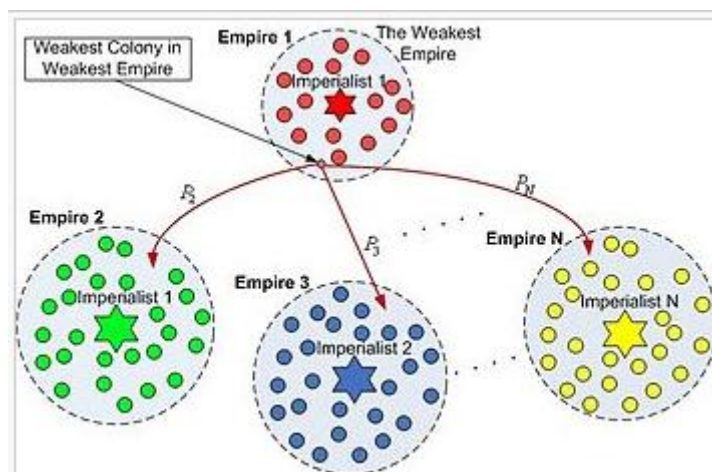 Empire 1
The Weakest
Empire
Weakest Colony in
Weakest Empire
Imperialist 1
P2
P3
PN
Empire 2
Imperialist 1
Empire 3
Imperialist 2
Empire N
Imperialist N